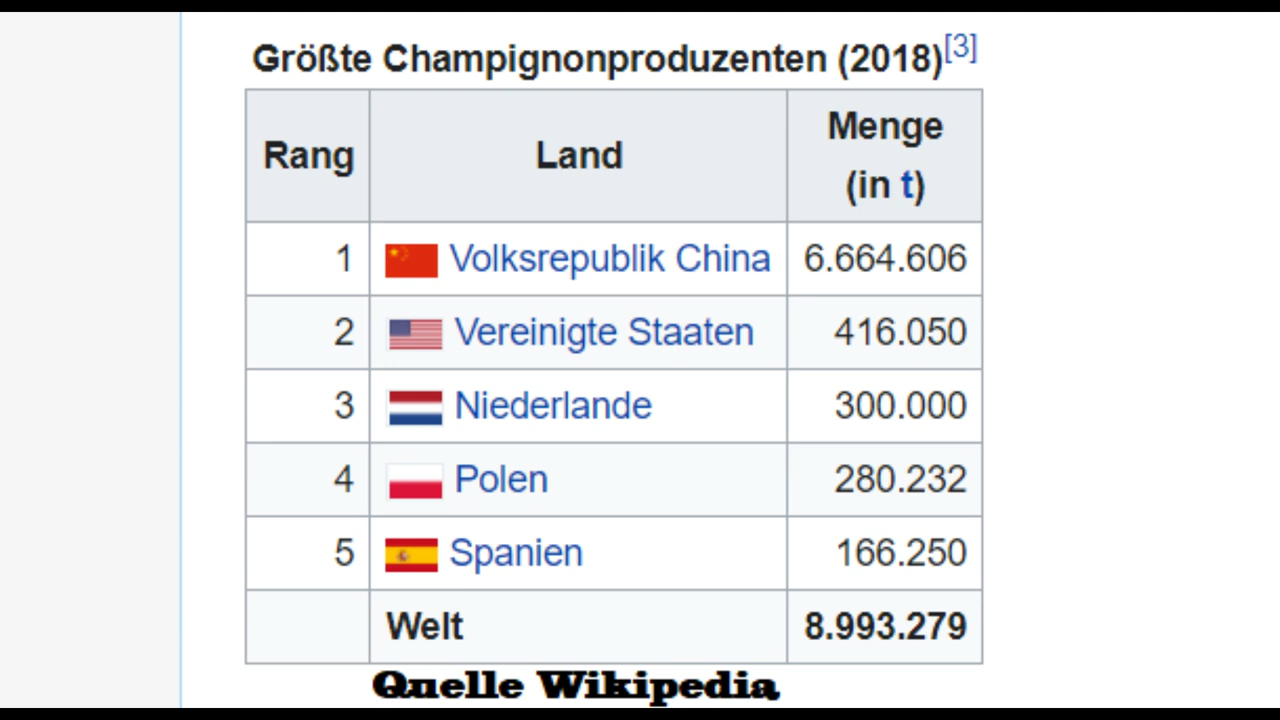 Größte Champignonproduzenten (2018)[3]
Rang Land Menge (in t)
1 Volksrepublik China 6.664.606
2 Vereinigte Staaten 416.050
3 Niederlande 300.000
4 Polen 280.232
5 Spanien 166.250
Welt 8.993.279
Quelle Wikipedia